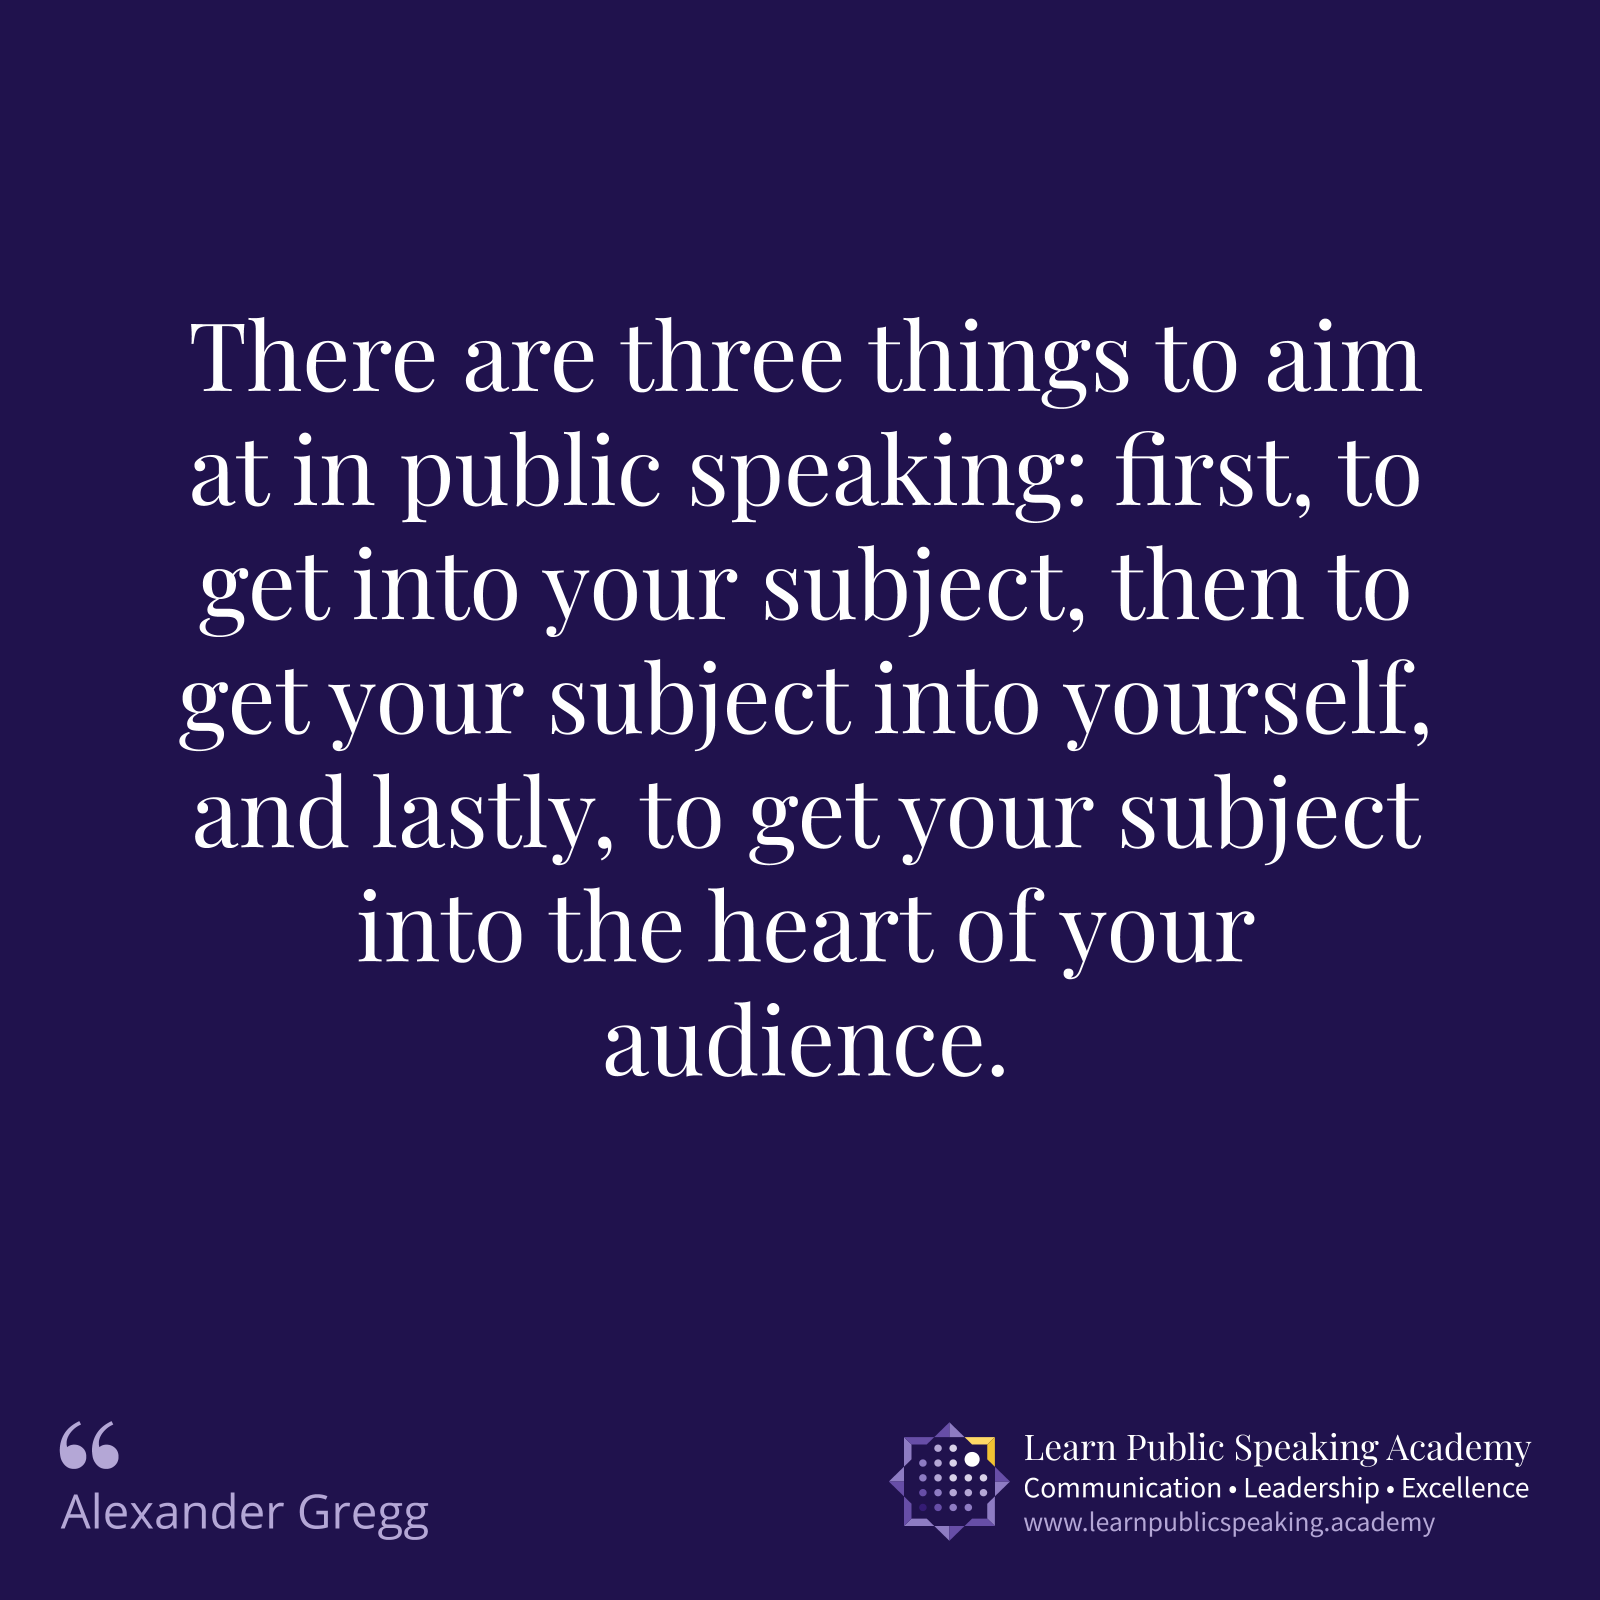 There are three things to aim
at in public speaking: first, to
get into your subject, then to
get your subject into yourself,
and lastly, to get your subject
into the heart of your
audience.
“
Alexander Gregg
Learn Public Speaking Academy
Communication • Leadership • Excellence
www.learnpublicspeaking.academy